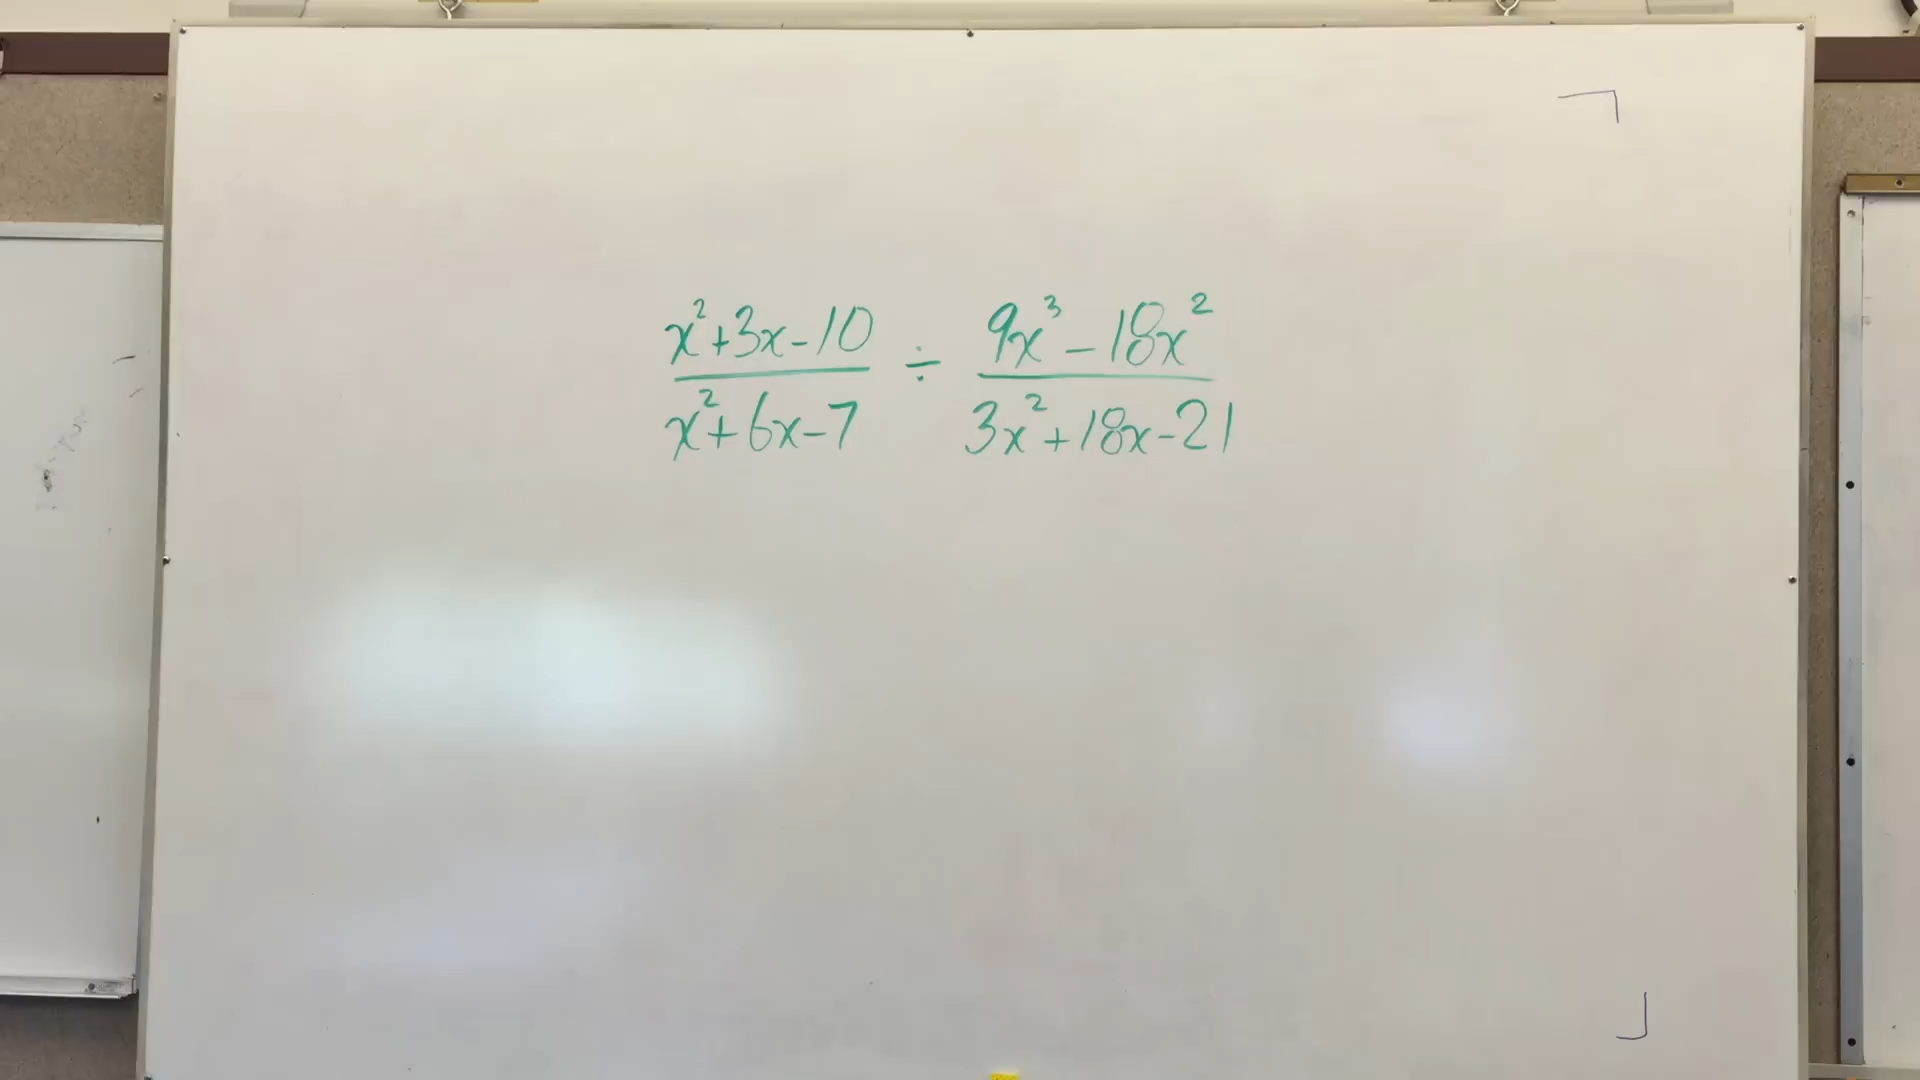 x²+3x-10 / x²+6x-7 ÷ 9x³-18x² / 3x²+18x-21